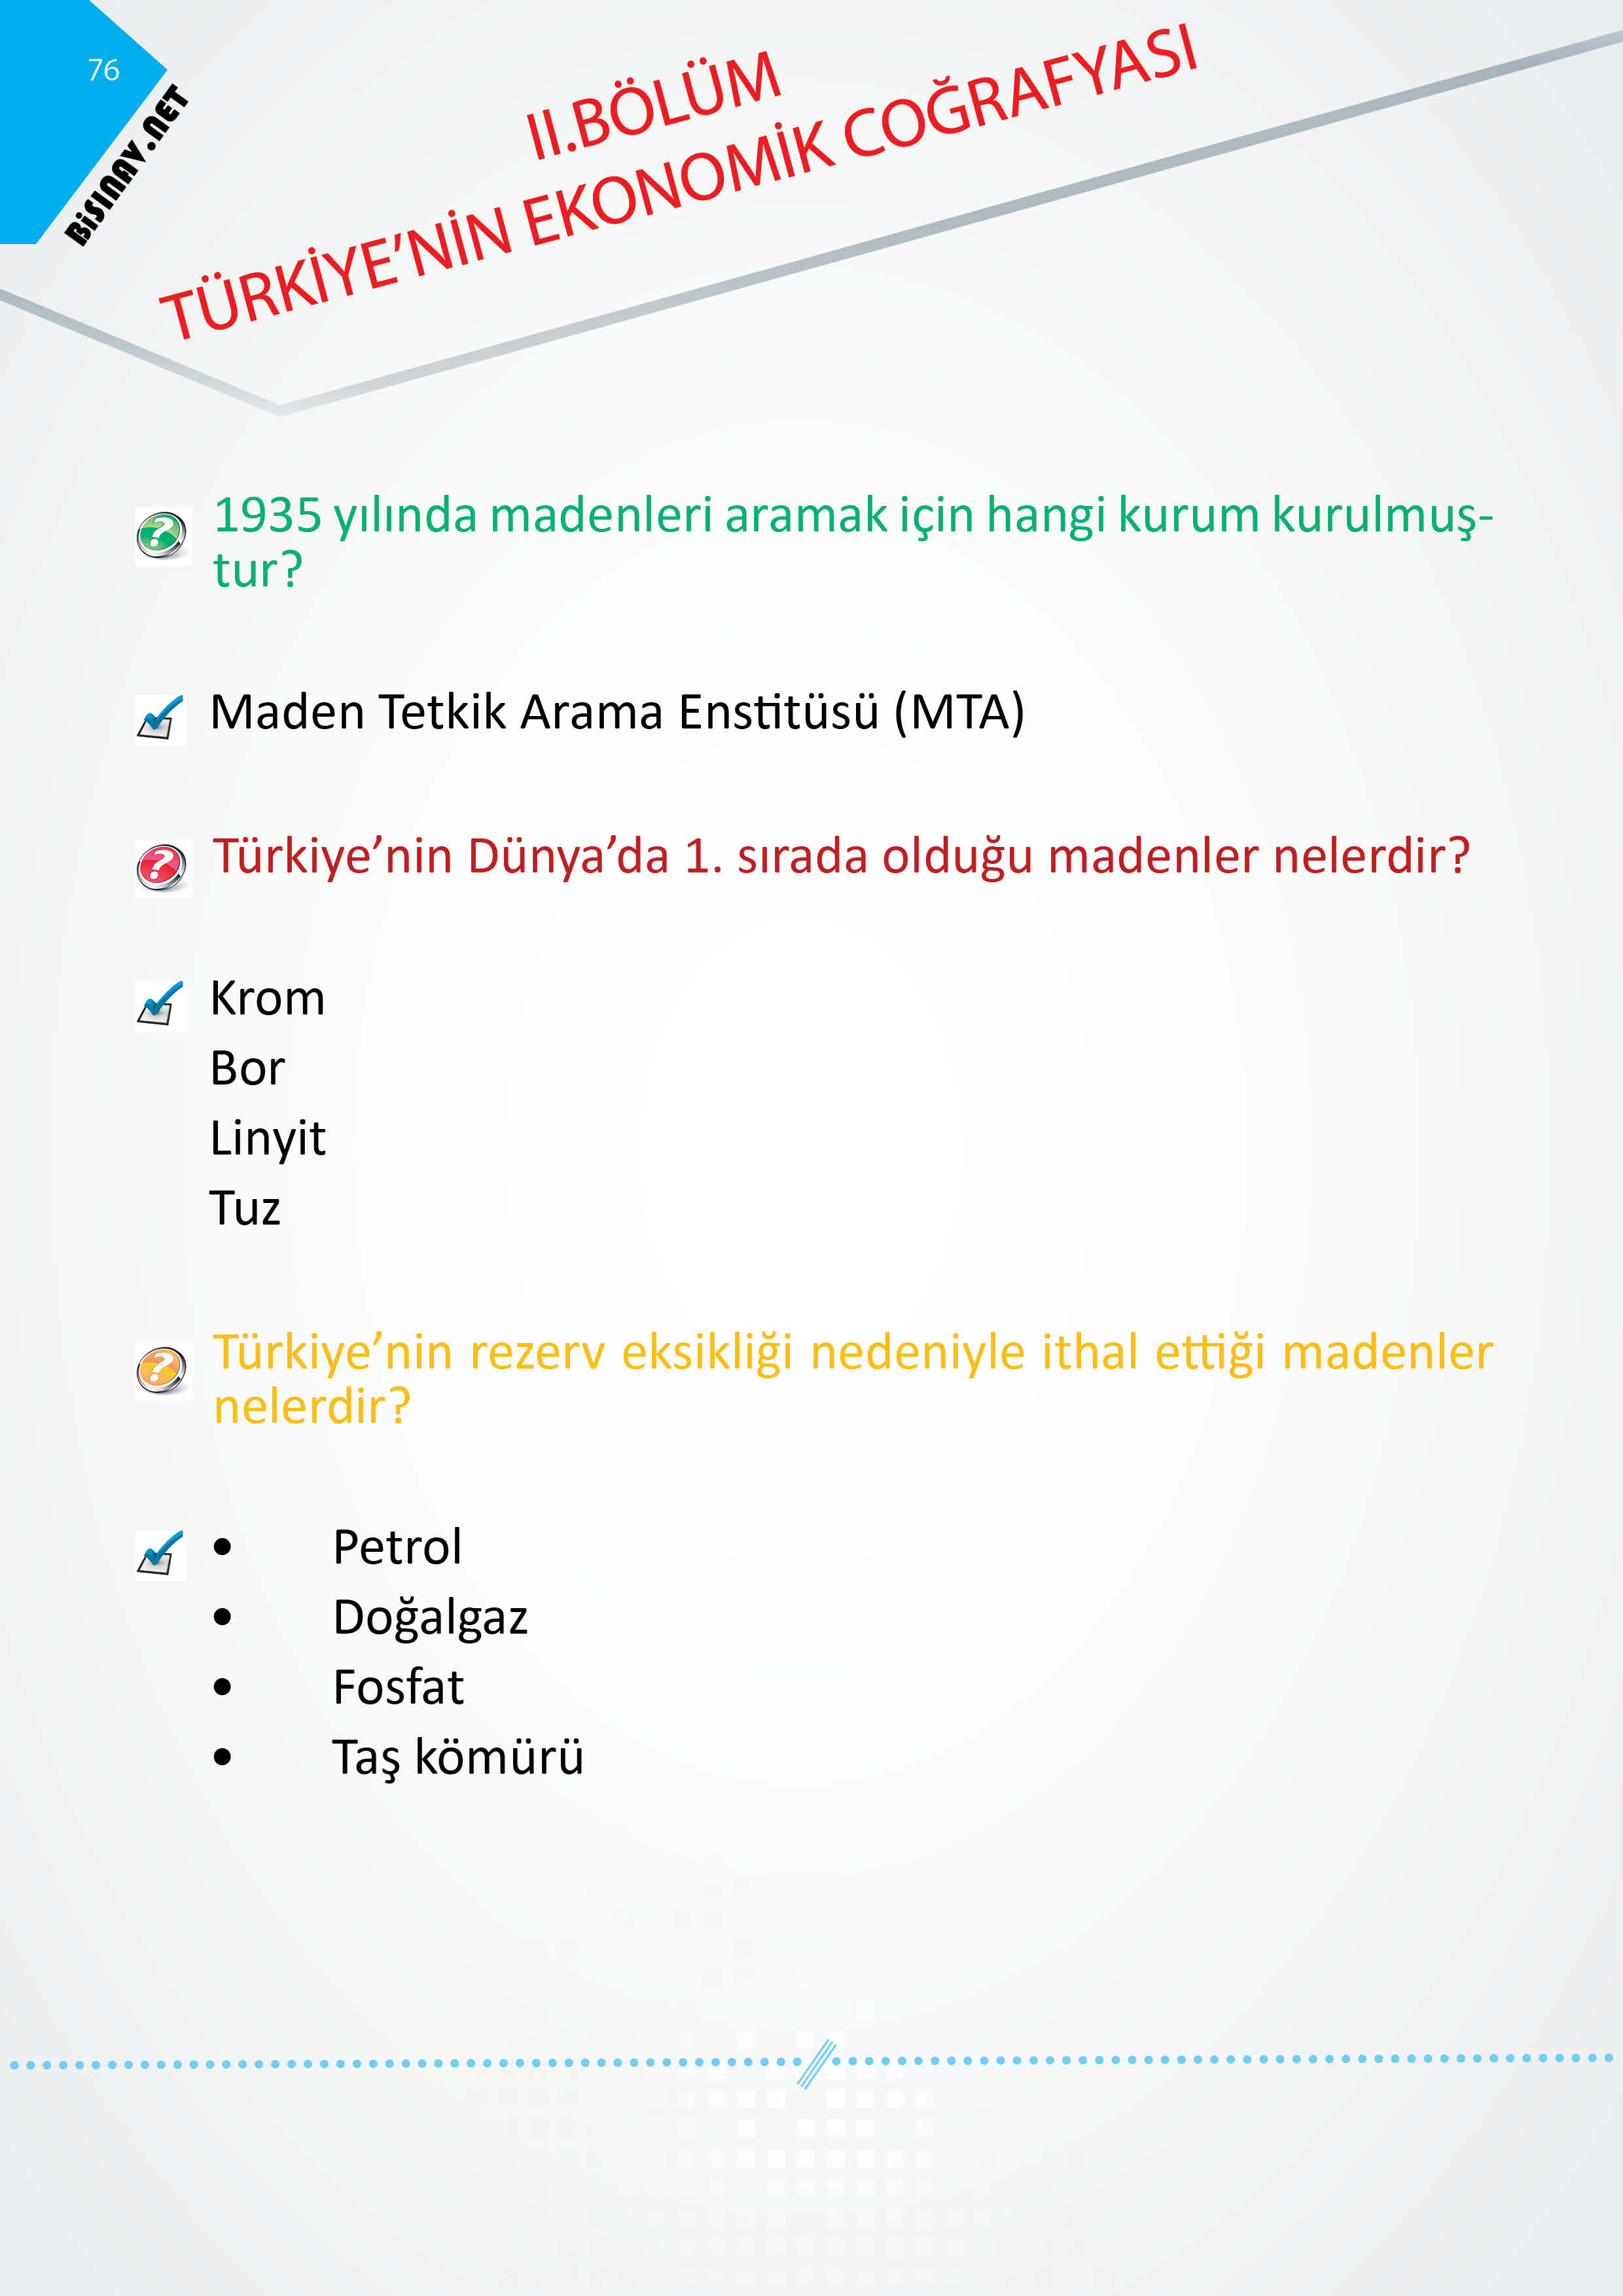 76
BiSINAV.NET
II.BÖLÜM
TÜRKİYE’NİN EKONOMİK COĞRAFYASI
1935 yılında madenleri aramak için hangi kurum kurulmuş-
tur?
Maden Tetkik Arama Enstitüsü (MTA)
Türkiye’nin Dünya’da 1. sırada olduğu madenler nelerdir?
Krom
Bor
Linyit
Tuz
Türkiye’nin rezerv eksikliği nedeniyle ithal ettiği madenler
nelerdir?
• Petrol
• Doğalgaz
• Fosfat
• Taş kömürü